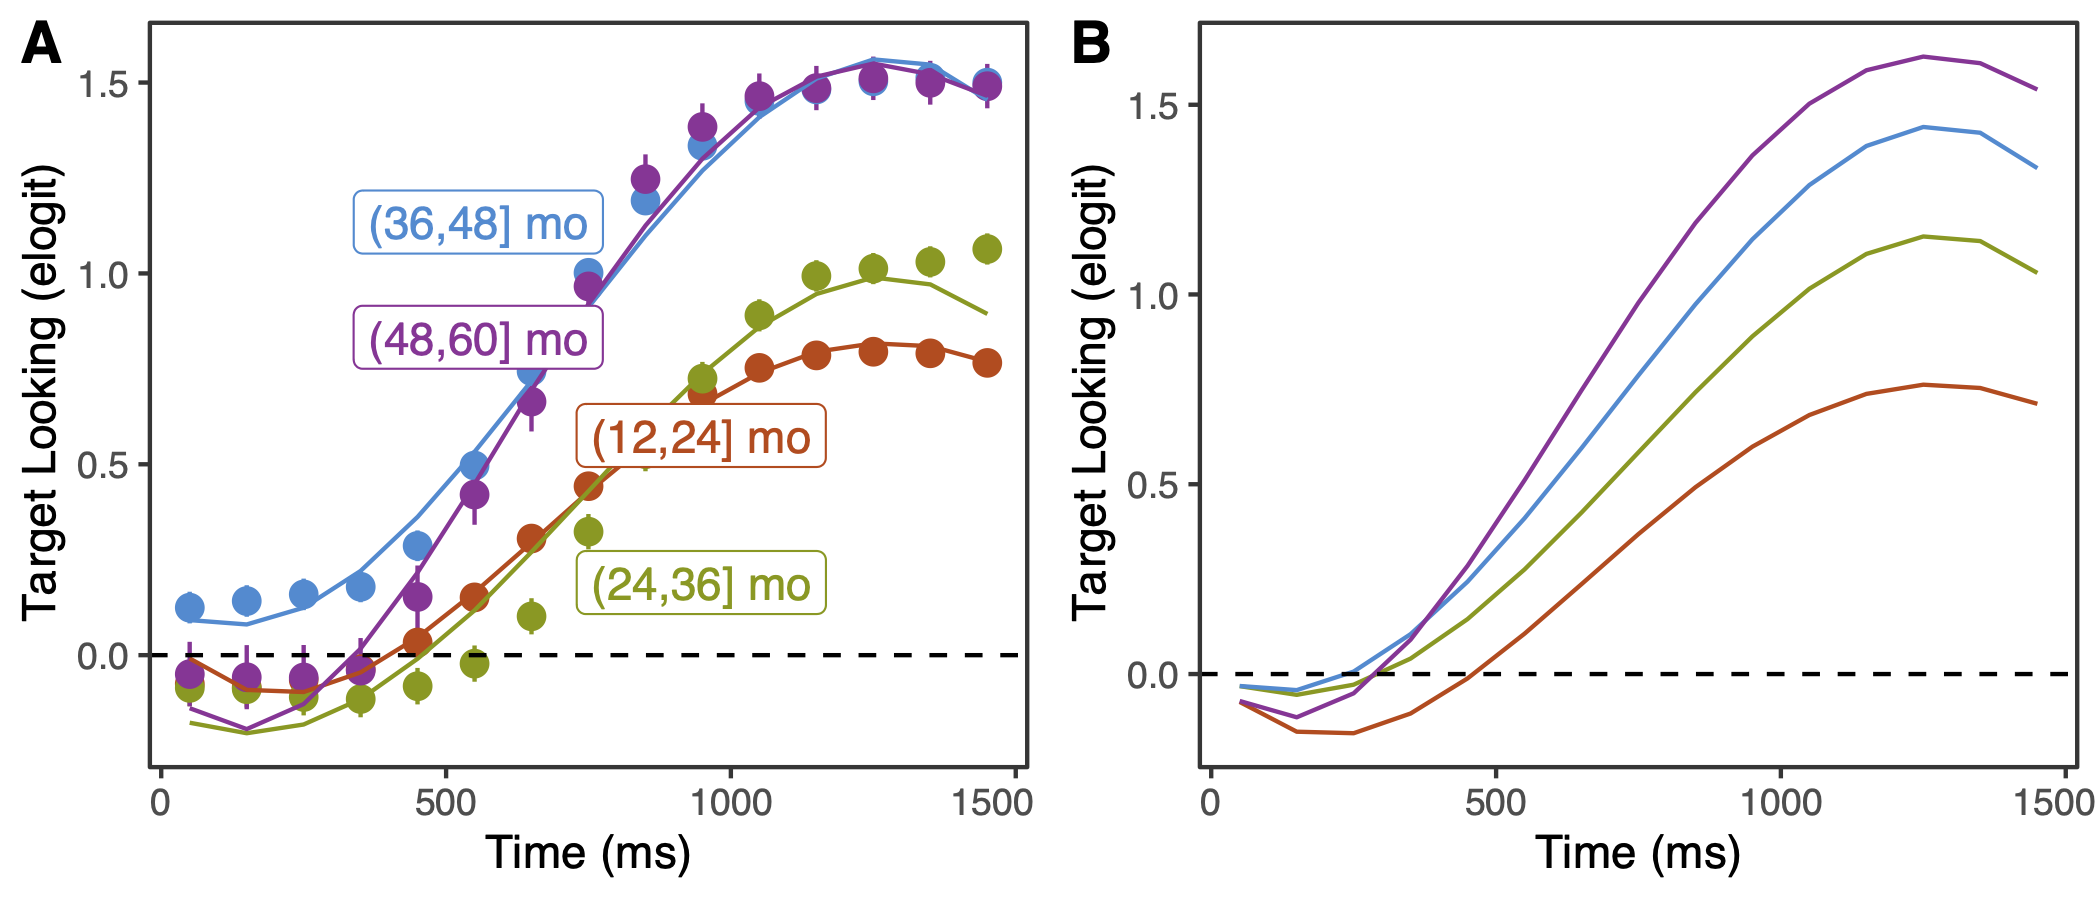 A
Target Looking (elogit)
1.5
1.0
0.5
0.0
(36,48] mo
(48,60] mo
(12,24] mo
(24,36] mo
0 500 1000 1500
Time (ms)
B
Target Looking (elogit)
1.5
1.0
0.5
0.0
0 500 1000 1500
Time (ms)